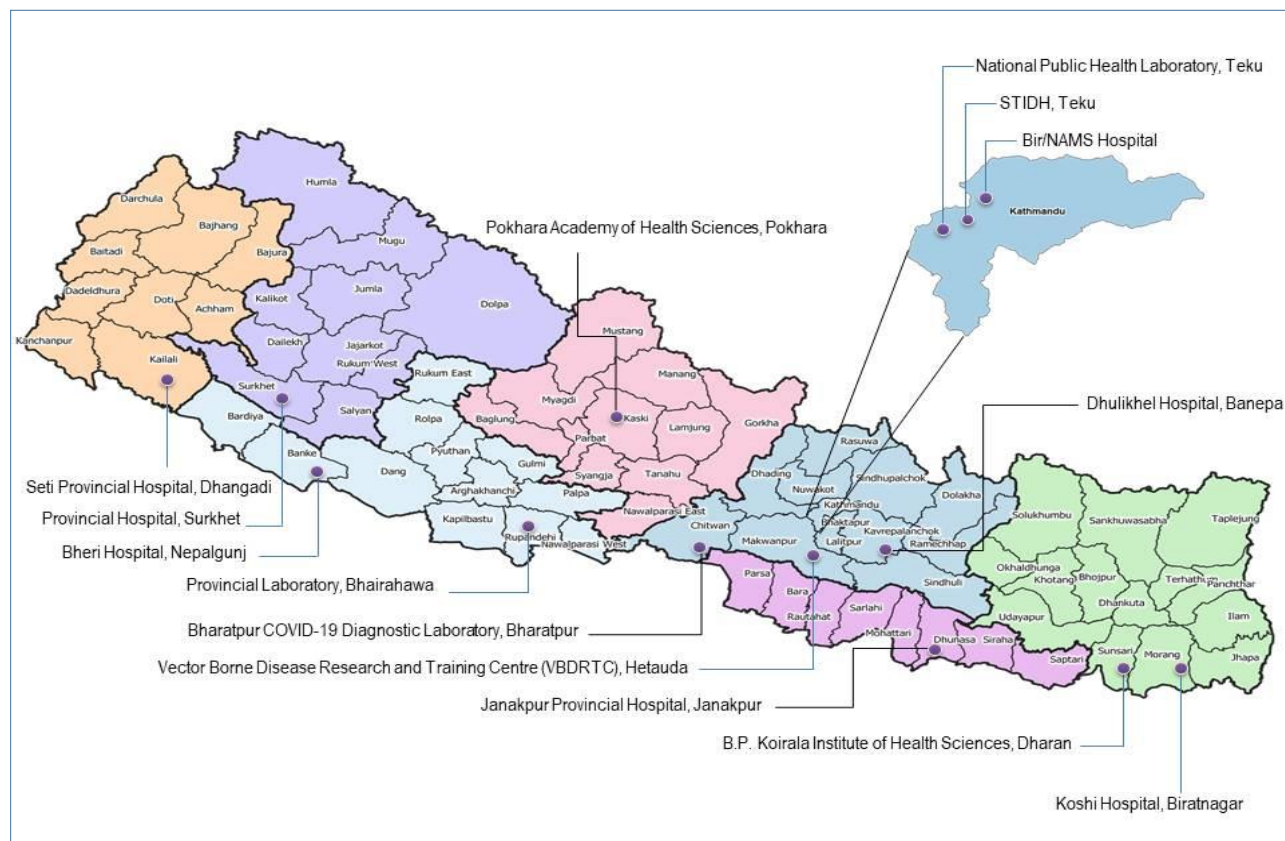 National Public Health Laboratory, Teku
STIDH, Teku
Bir/NAMS Hospital
Kathmandu
Pokhara Academy of Health Sciences, Pokhara
Dhulikhel Hospital, Banepa
Humla
Darchula
Bajhang
Mugu
Baitadi
Bajura
Jumla
Dadeldhura
Doti
Kalikot
Dolpa
Achham
Mustang
Kanchanpur
Dailekh
Jajarkot
Kailali
Rukum West
Rukum East
Manang
Surkhet
Myagdi
Bardiya
Salyan
Rolpa
Baglung
Kaski
Lamjung
Gorkha
Parbat
Banke
Pyuthan
Dang
Gulmi
Syangja
Tanahu
Arghakhanchi
Palpa
Kapilbastu
Nawalparasi East
Rupandehi
Nawalparasi West
Rasuwa
Dhading
Sindhupalchok
Nuwakot
Dolakha
Kathmandu
Chitwan
Bhaktapur
Kavrepalanchok
Makwanpur
Lalitpur
Ramechhap
Sindhuli
Solukhumbu
Sankhuwasabha
Taplejung
Okhaldhunga
Khotang
Bhojpur
Terhathum
Panchthar
Dhankuta
Udayapur
Ilam
Sunsari
Morang
Jhapa
Parsa
Bara
Rautahat
Sarlahi
Mohattari
Dhunasa
Siraha
Saptari
Seti Provincial Hospital, Dhangadi
Provincial Hospital, Surkhet
Bheri Hospital, Nepalgunj
Provincial Laboratory, Bhairahawa
Bharatpur COVID-19 Diagnostic Laboratory, Bharatpur
Vector Borne Disease Research and Training Centre (VBDRTC), Hetauda
Janakpur Provincial Hospital, Janakpur
B.P. Koirala Institute of Health Sciences, Dharan
Koshi Hospital, Biratnagar